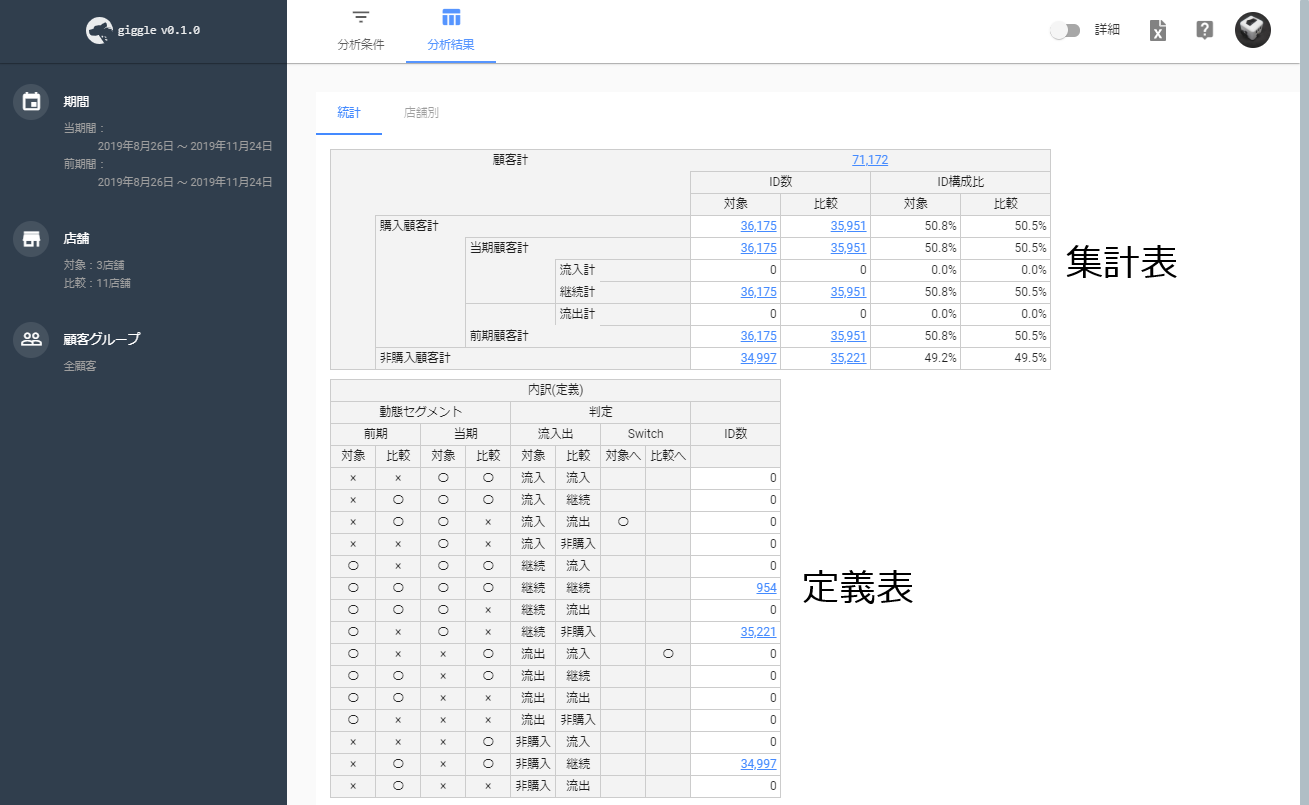 giggle v0.1.0
分析条件
分析結果
詳細
期間
当期間：
2019年8月26日 ～ 2019年11月24日
前期間：
2019年8月26日 ～ 2019年11月24日
店舗
対象：3店舗
比較：11店舗
顧客グループ
全顧客
統計 店舗別
顧客計 71,172
ID数 ID構成比
対象 比較 対象 比較
購入顧客計 36,175 35,951 50.8% 50.5%
当期顧客計 36,175 35,951 50.8% 50.5%
流入計 0 0 0.0% 0.0%
継続計 36,175 35,951 50.8% 50.5%
流出計 0 0 0.0% 0.0%
前期顧客計 36,175 35,951 50.8% 50.5%
非購入顧客計 34,997 35,221 49.2% 49.5%
集計表
内訳(定義)
動態セグメント 判定
前期 当期 流入出 Switch ID数
対象 比較 対象 比較 対象 比較 対象へ 比較へ
× × 〇 〇 流入 流入 0
× 〇 〇 〇 流入 継続 0
× 〇 〇 × 流入 流出 〇 0
× × 〇 × 流入 非購入 0
〇 × 〇 〇 継続 流入 0
〇 〇 〇 〇 継続 継続 954
〇 〇 〇 × 継続 流出 0
〇 × 〇 × 継続 非購入 35,221
〇 × × 〇 流出 流入 〇 0
〇 〇 × 〇 流出 継続 0
〇 〇 × × 流出 流出 0
〇 × × × 流出 非購入 0
× × × 〇 非購入 流入 0
× 〇 × 〇 非購入 継続 34,997
× 〇 × × 非購入 流出 0
定義表